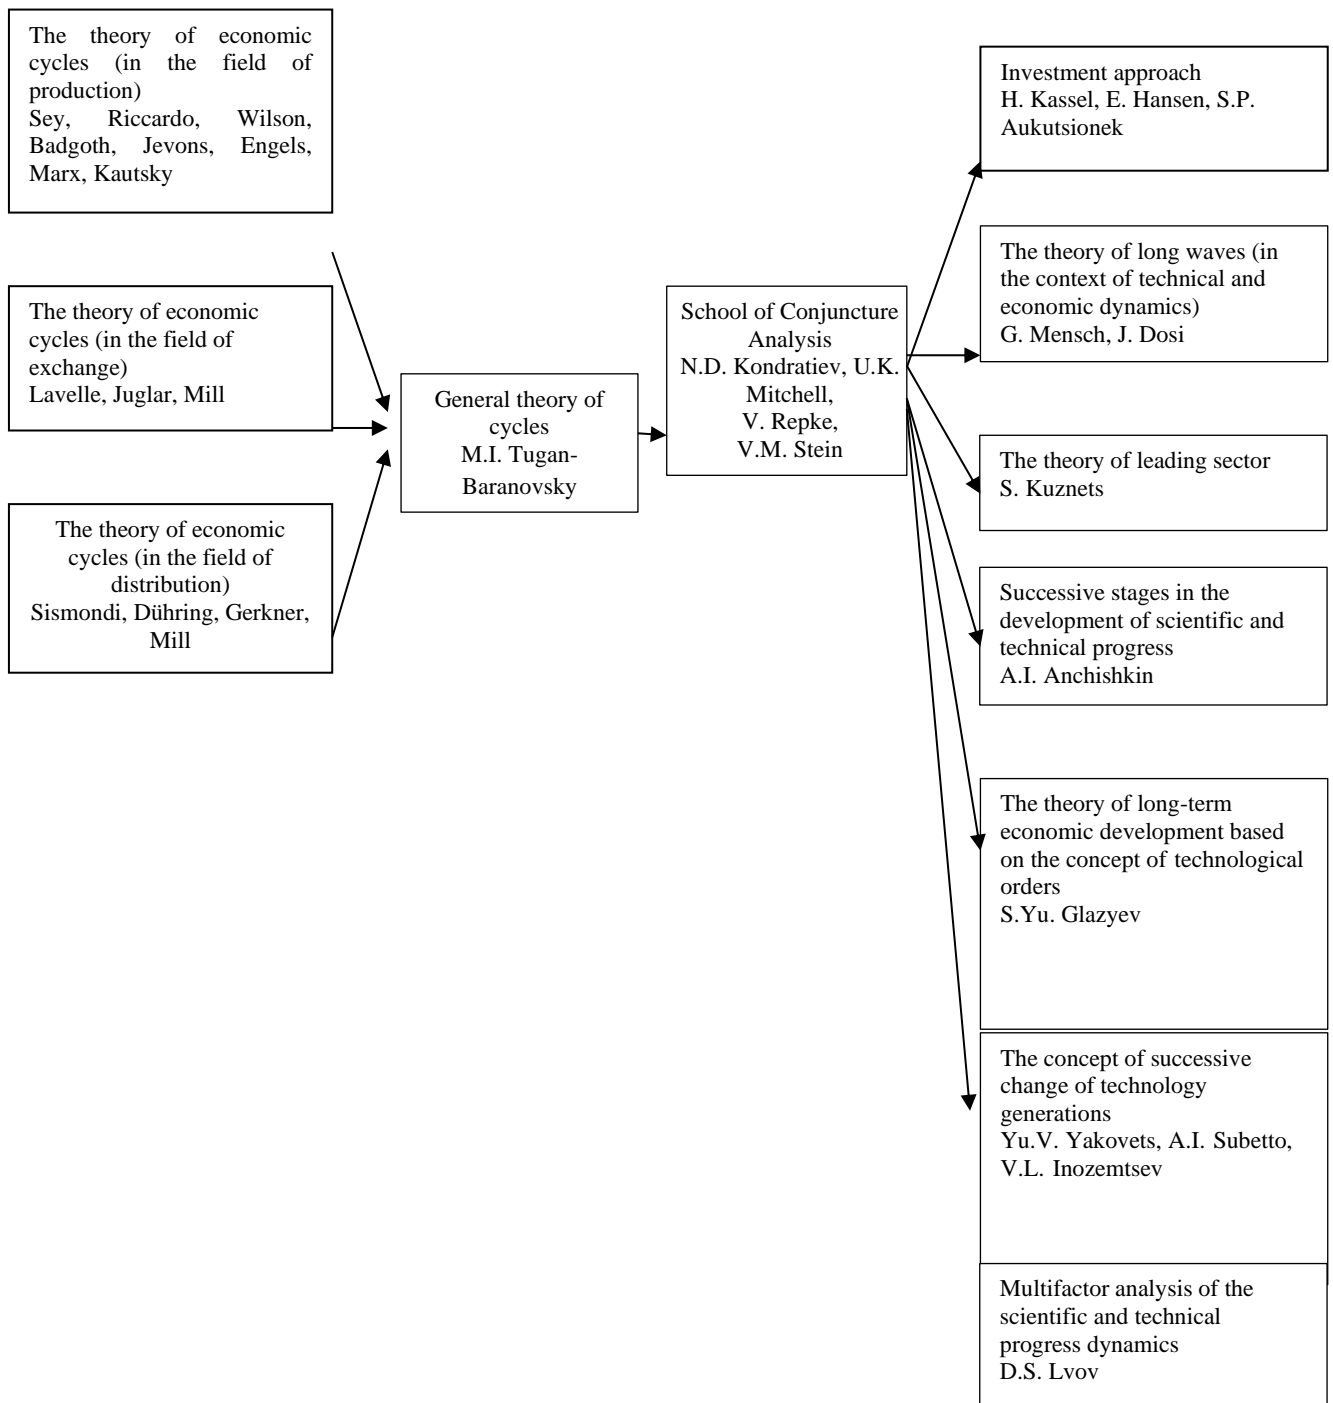 The theory of economic
cycles (in the field of
production)
Sey, Riccardo, Wilson,
Badgoth, Jevons, Engels,
Marx, Kautsky
The theory of economic
cycles (in the field of
exchange)
Lavelle, Juglar, Mill
The theory of economic
cycles (in the field of
distribution)
Sismondi, Dühring, Gerkner,
Mill
General theory of
cycles
M.I. Tugan-
Baranovsky
School of Conjuncture
Analysis
N.D. Kondratiev, U.K.
Mitchell,
V. Repke,
V.M. Stein
Investment approach
H. Kassel, E. Hansen, S.P.
Aukutsionek
The theory of long waves (in
the context of technical and
economic dynamics)
G. Mensch, J. Dosi
The theory of leading sector
S. Kuznets
Successive stages in the
development of scientific and
technical progress
A.I. Anchishkin
The theory of long-term
economic development based
on the concept of technological
orders
S.Yu. Glazyev
The concept of successive
change of technology
generations
Yu.V. Yakovets, A.I. Subetto,
V.L. Inozemtsev
Multifactor analysis of the
scientific and technical
progress dynamics
D.S. Lvov